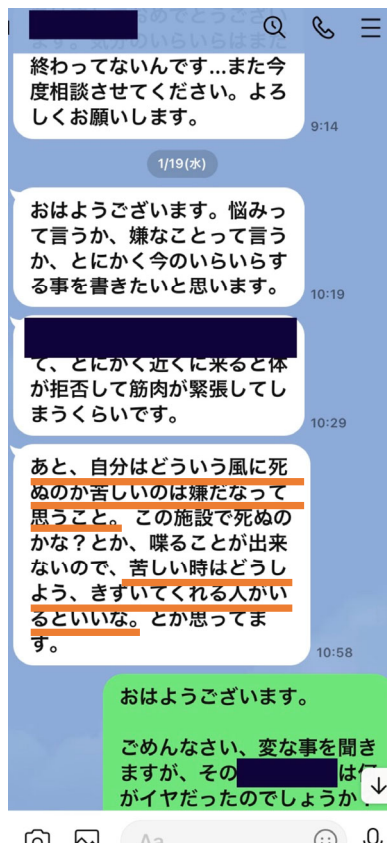 終わってないんです...また今
度相談させてください。よろ
しくお願いします。
9:14
1/19(水)
おはようございます。悩みっ
て言うか、嫌なことって言う
か、とにかく今のいらいらす
る事を書きたいと思います。
10:19
て、とにかく近くに来ると体
が拒否して筋肉が緊張してし
まうくらいです。
10:29
あと、自分はどういう風に死
ぬのか苦しいのは嫌だなって
思うこと。この施設で死ぬの
かな？とか、喋ることが出来
ないので、苦しい時はどうし
よう、きずいてくれる人がい
るといいな。とか思ってま
す。
10:58
おはようございます。
ごめんなさい、変な事を聞き
ますが、その は何
がイヤだったのでしょうか
Aa